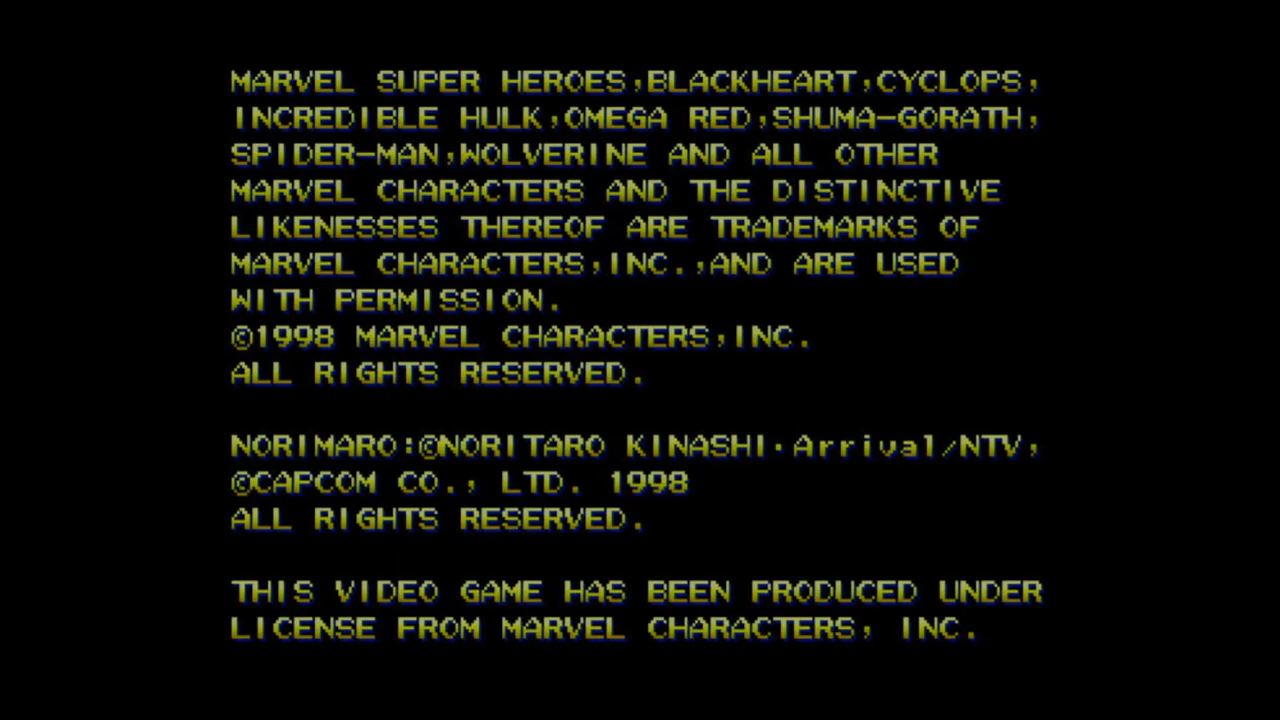 MARVEL SUPER HEROES,BLACKHEART,CYCLOPS,
INCREDIBLE HULK,OMEGA RED,SHUMA-GORATH,
SPIDER-MAN,WOLVERINE AND ALL OTHER
MARVEL CHARACTERS AND THE DISTINCTIVE
LIKENESSES THEREOF ARE TRADEMARKS OF
MARVEL CHARACTERS,INC.,AND ARE USED
WITH PERMISSION.
©1998 MARVEL CHARACTERS,INC.
ALL RIGHTS RESERVED.
NORIMARO:©NORITARO KINASHI·Arrival/NTV,
©CAPCOM CO., LTD. 1998
ALL RIGHTS RESERVED.
THIS VIDEO GAME HAS BEEN PRODUCED UNDER
LICENSE FROM MARVEL CHARACTERS, INC.